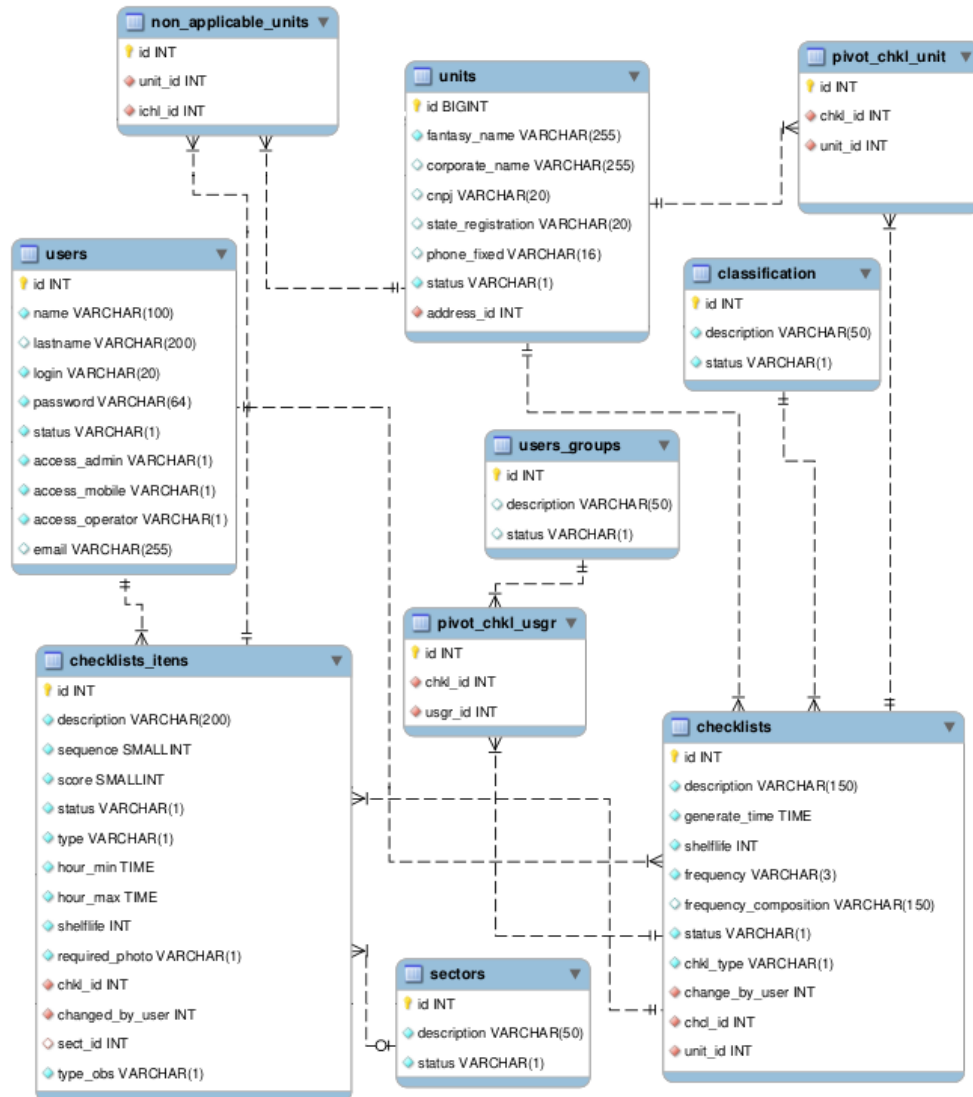 non_applicable_units
id INT
unit_id INT
ichl_id INT
units
id BIGINT
fantasy_name VARCHAR(255)
corporate_name VARCHAR(255)
cnpj VARCHAR(20)
state_registration VARCHAR(20)
phone_fixed VARCHAR(16)
status VARCHAR(1)
address_id INT
pivot_chkl_unit
id INT
chkl_id INT
unit_id INT
users
id INT
name VARCHAR(100)
lastname VARCHAR(200)
login VARCHAR(20)
password VARCHAR(64)
status VARCHAR(1)
access_admin VARCHAR(1)
access_mobile VARCHAR(1)
access_operator VARCHAR(1)
email VARCHAR(255)
classification
id INT
description VARCHAR(50)
status VARCHAR(1)
users_groups
id INT
description VARCHAR(50)
status VARCHAR(1)
pivot_chkl_usgr
id INT
chkl_id INT
usgr_id INT
checklists_itens
id INT
description VARCHAR(200)
sequence SMALLINT
score SMALLINT
status VARCHAR(1)
type VARCHAR(1)
hour_min TIME
hour_max TIME
shelflife INT
required_photo VARCHAR(1)
chkl_id INT
changed_by_user INT
sect_id INT
type_obs VARCHAR(1)
sectors
id INT
description VARCHAR(50)
status VARCHAR(1)
checklists
id INT
description VARCHAR(150)
generate_time TIME
shelflife INT
frequency VARCHAR(3)
frequency_composition VARCHAR(150)
status VARCHAR(1)
chkl_type VARCHAR(1)
change_by_user INT
chcl_id INT
unit_id INT